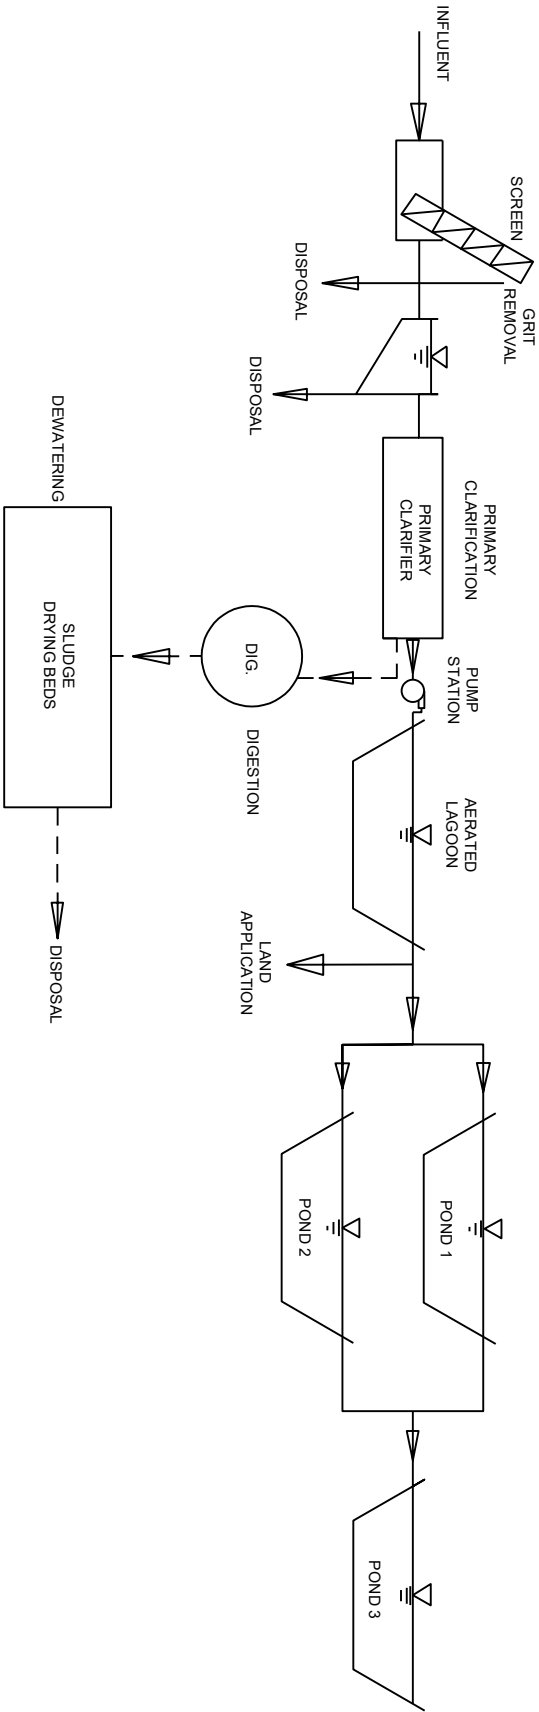 INFLUENT
SCREEN
GRIT
REMOVAL
DISPOSAL
DISPOSAL
PRIMARY
CLARIFICATION
PRIMARY
CLARIFIER
PUMP
STATION
AERATED
LAGOON
LAND
APPLICATION
POND 1
POND 2
POND 3
DIG.
DIGESTION
DEWATERING
SLUDGE
DRYING BEDS
DISPOSAL